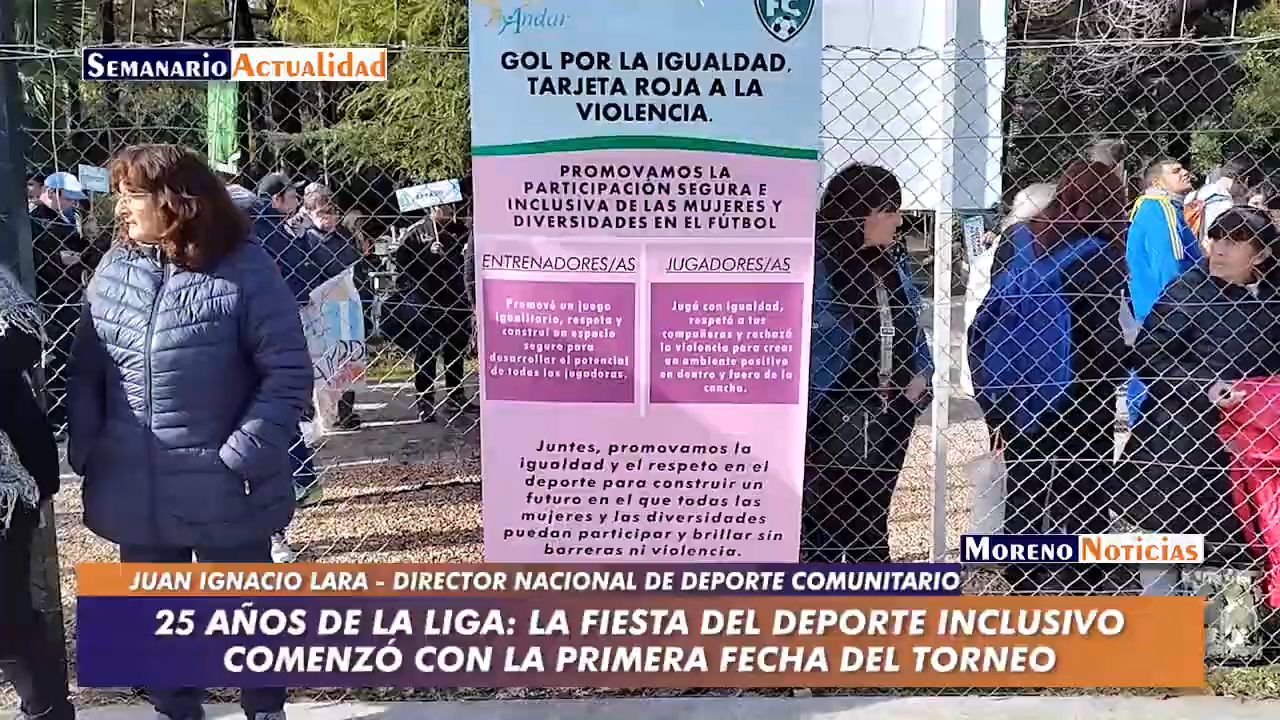 Andar
FC
GOL POR LA IGUALDAD,
TARJETA ROJA A LA
VIOLENCIA.
SEMANARIO ACTUALIDAD
PROMOVAMOS LA
PARTICIPACIÓN SEGURA E
INCLUSIVA DE LAS MUJERES Y
DIVERSIDADES EN EL FÚTBOL
ENTRENADORES/AS
Promové un juego
igualitario, respeta y
construí un espacio
seguro para
desarrollar el potencial
de todas las jugadoras.
JUGADORES/AS
Jugá con igualdad,
respetá a tus
compañeras y rechazá
la violencia para crear
un ambiente positivo
en dentro y fuera de la
cancha.
Juntes, promovamos la
igualdad y el respeto en el
deporte para construir un
futuro en el que todas las
mujeres y las diversidades
puedan participar y brillar sin
barreras ni violencia.
MORENO NOTICIAS
JUAN IGNACIO LARA - DIRECTOR NACIONAL DE DEPORTE COMUNITARIO
25 AÑOS DE LA LIGA: LA FIESTA DEL DEPORTE INCLUSIVO
COMENZÓ CON LA PRIMERA FECHA DEL TORNEO